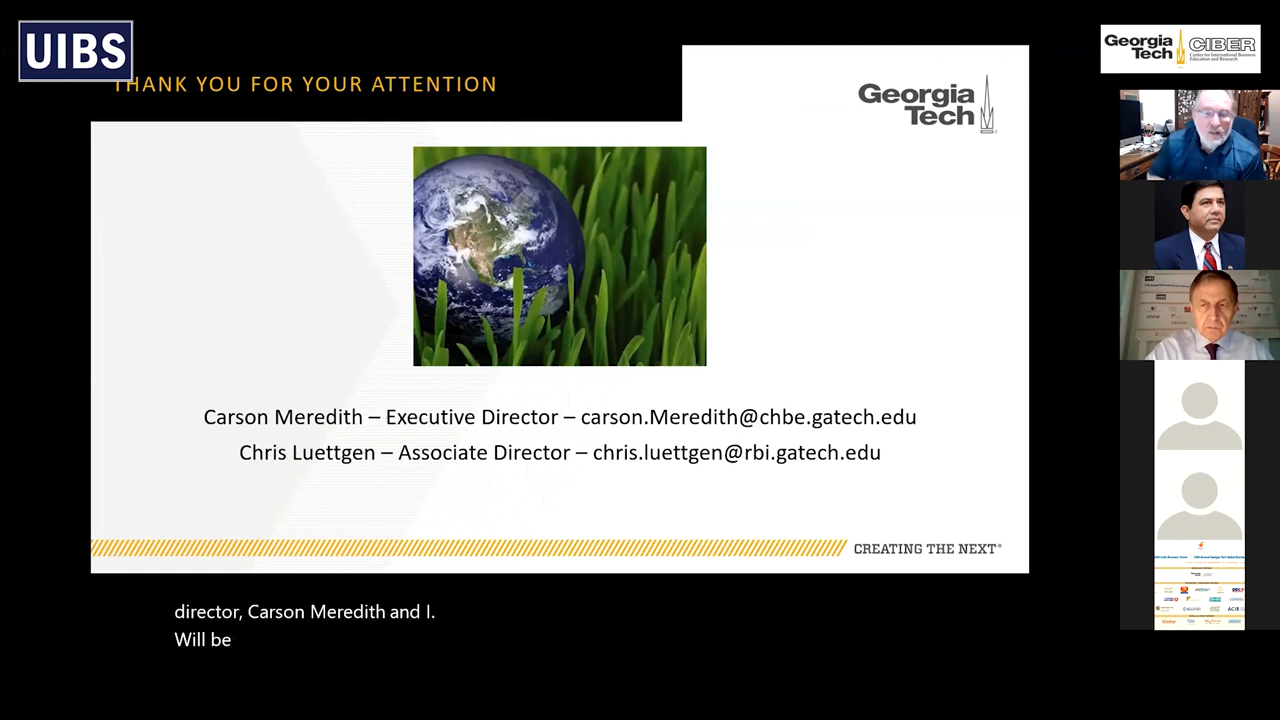 UIBS
THANK YOU FOR YOUR ATTENTION
Georgia
Tech
Georgia
Tech
CIBER
Center for International Business
Education and Research
Carson Meredith – Executive Director – carson.Meredith@chbe.gatech.edu
Chris Luettgen – Associate Director – chris.luettgen@rbi.gatech.edu
CREATING THE NEXT®
director, Carson Meredith and I.
Will be